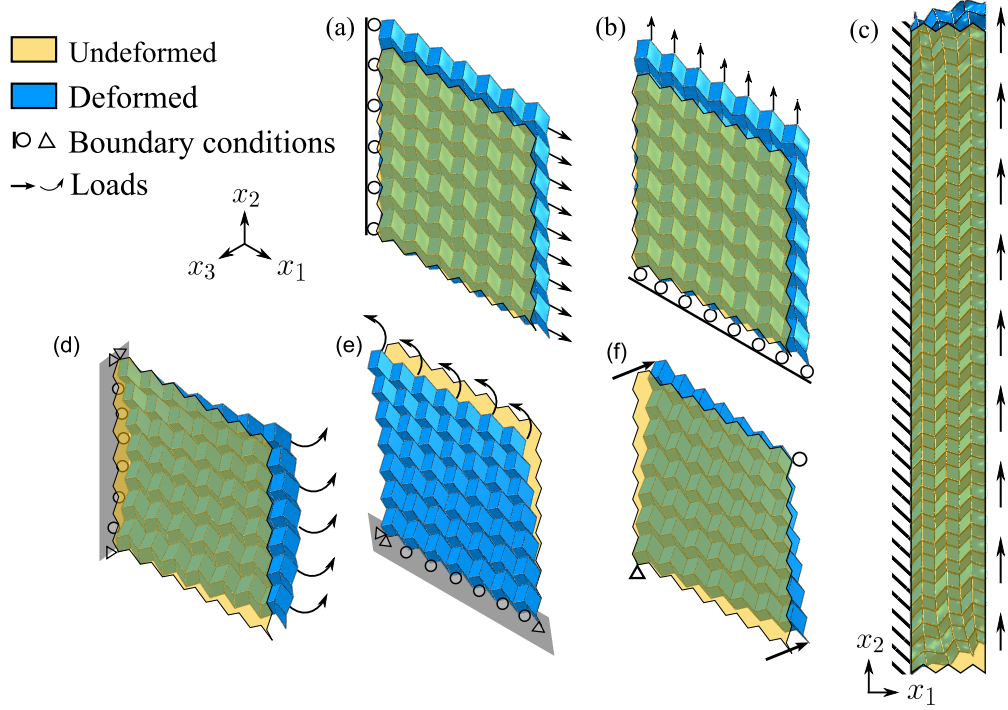 Undeformed
Deformed
Boundary conditions
Loads
x₂
x₃ x₁
(a)
(b)
(c)
(d)
(e)
(f)
x₂
x₁